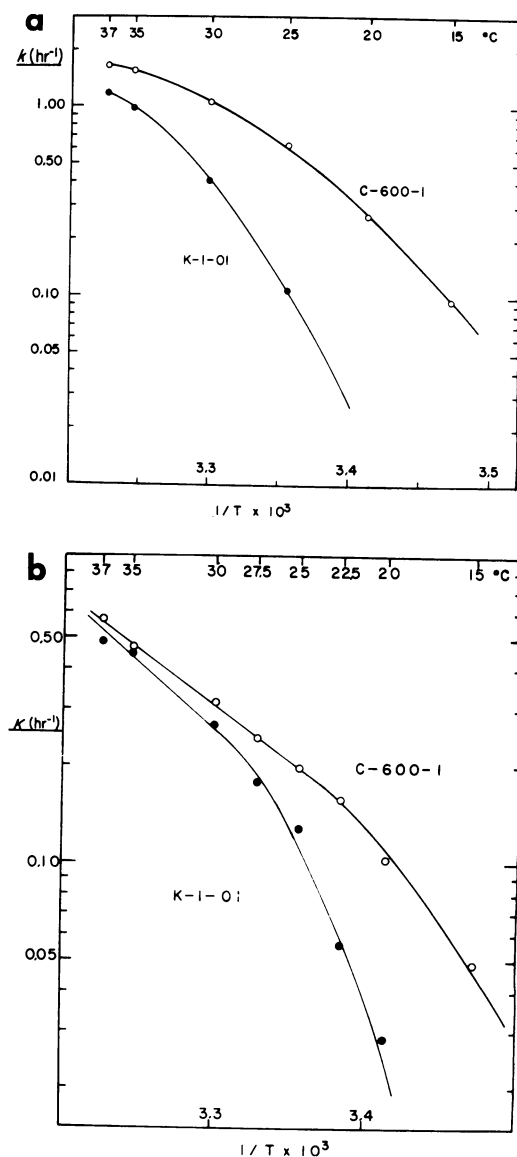 a
37 35 30 25 20 15 °C
k (hr⁻¹)
1.00
0.50
C-600-1
K-1-01
0.10
0.05
0.01
3.3 3.4 3.5
1/T x 10³
b
37 35 30 27.5 25 22.5 20 15 °C
0.50
K (hr⁻¹)
C-600-1
0.10
K-1-01
0.05
3.3 3.4
1/T x 10³